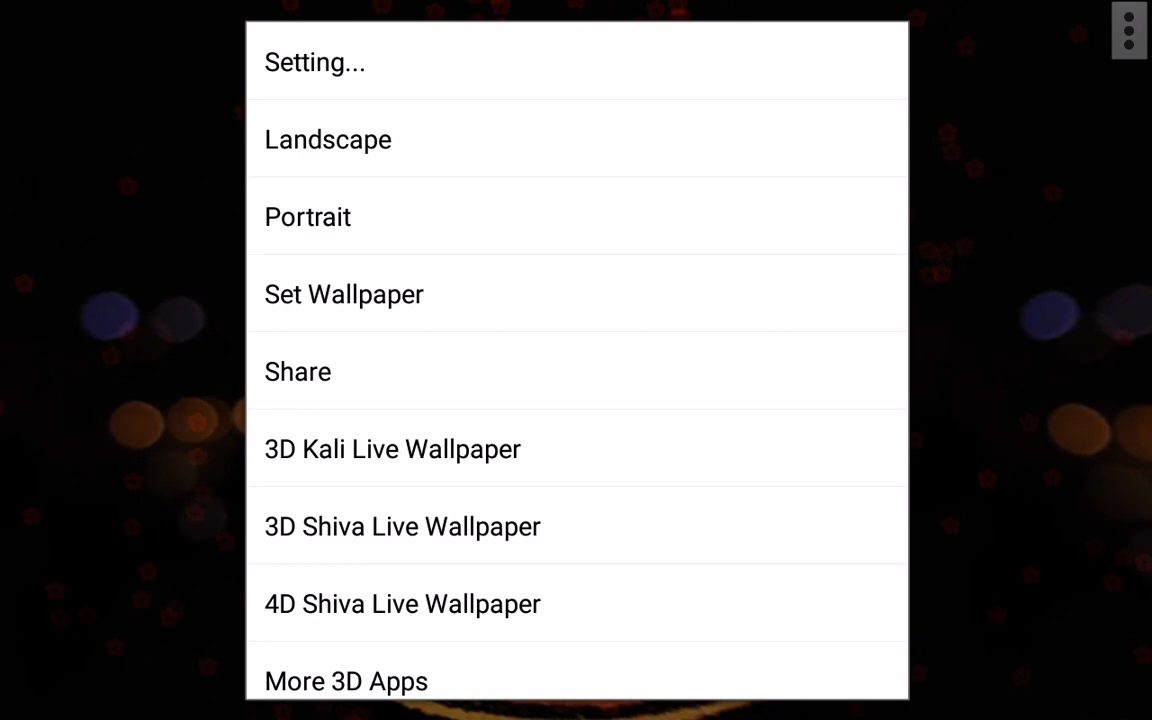 Setting...
Landscape
Portrait
Set Wallpaper
Share
3D Kali Live Wallpaper
3D Shiva Live Wallpaper
4D Shiva Live Wallpaper
More 3D Apps